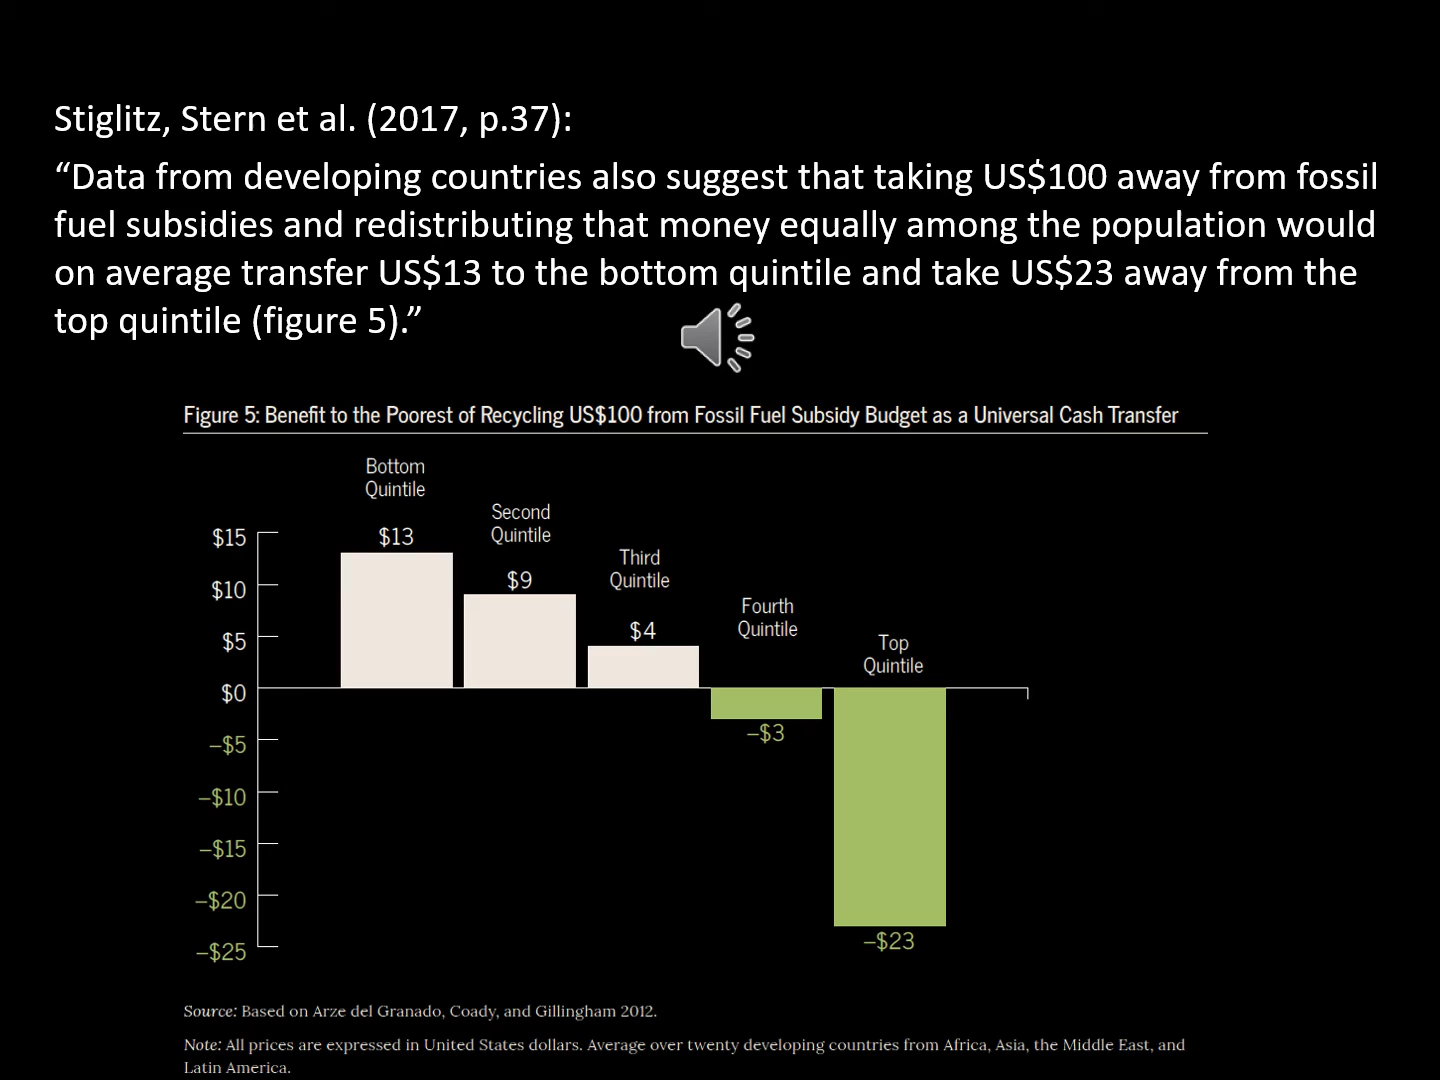 Stiglitz, Stern et al. (2017, p.37):
“Data from developing countries also suggest that taking US$100 away from fossil
fuel subsidies and redistributing that money equally among the population would
on average transfer US$13 to the bottom quintile and take US$23 away from the
top quintile (figure 5).”
Figure 5: Benefit to the Poorest of Recycling US$100 from Fossil Fuel Subsidy Budget as a Universal Cash Transfer
Bottom
Quintile
Second
Quintile
Third
Quintile
Fourth
Quintile
Top
Quintile
$13
$9
$4
–$3
–$23
$15
$10
$5
$0
–$5
–$10
–$15
–$20
–$25
Source: Based on Arze del Granado, Coady, and Gillingham 2012.
Note: All prices are expressed in United States dollars. Average over twenty developing countries from Africa, Asia, the Middle East, and
Latin America.